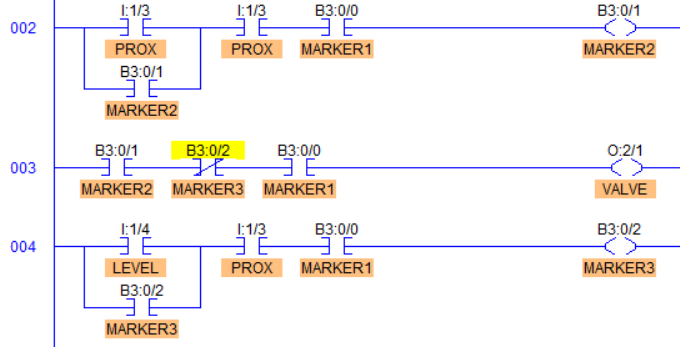 I:1/3 I:1/3 B3:0/0 B3:0/1
002
PROX PROX MARKER1 MARKER2
B3:0/1
MARKER2
B3:0/1 B3:0/2 B3:0/0 O:2/1
003
MARKER2 MARKER3 MARKER1 VALVE
I:1/4 I:1/3 B3:0/0 B3:0/2
004
LEVEL PROX MARKER1 MARKER3
B3:0/2
MARKER3